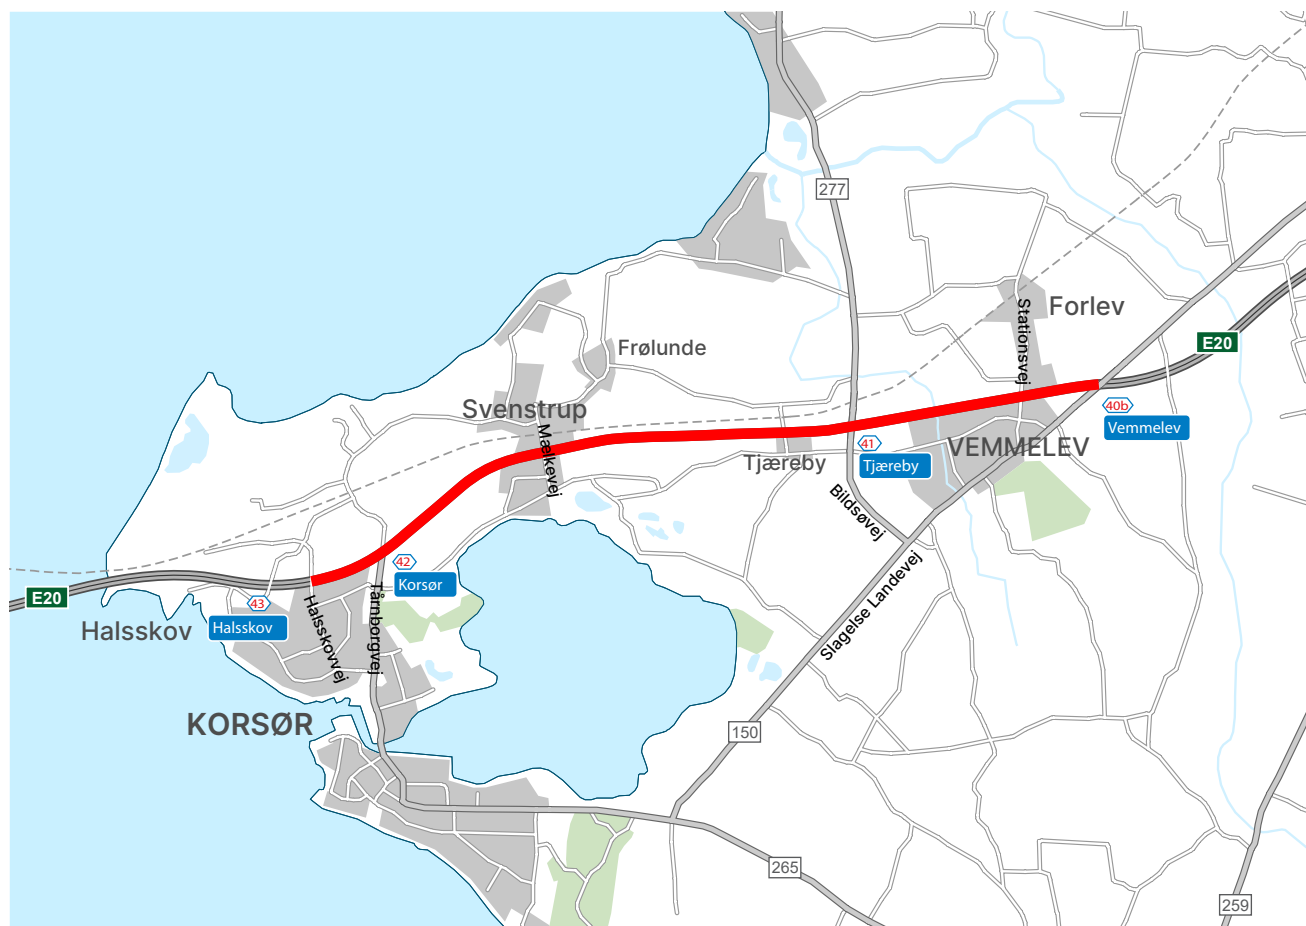 277
Forlev
Stationsvej
E20
Frølunde
40b
Vemmelev
Svenstrup
Mælkevej
41
Tjæreby
VEMMELEV
Tjæreby
Bildsøvej
42
Korsør
E20
43
Halsskov
Halsskov
Halsskovvej
Tårnborgvej
Slagelse Landevej
KORSØR
150
265
259